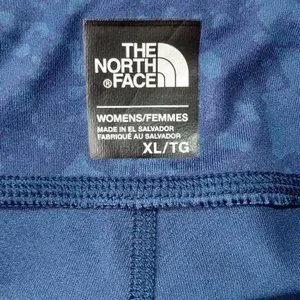 THE
NORTH
®FACE
WOMENS/FEMMES
MADE IN EL SALVADOR
FABRIQUÉ AU SALVADOR
XL/TG